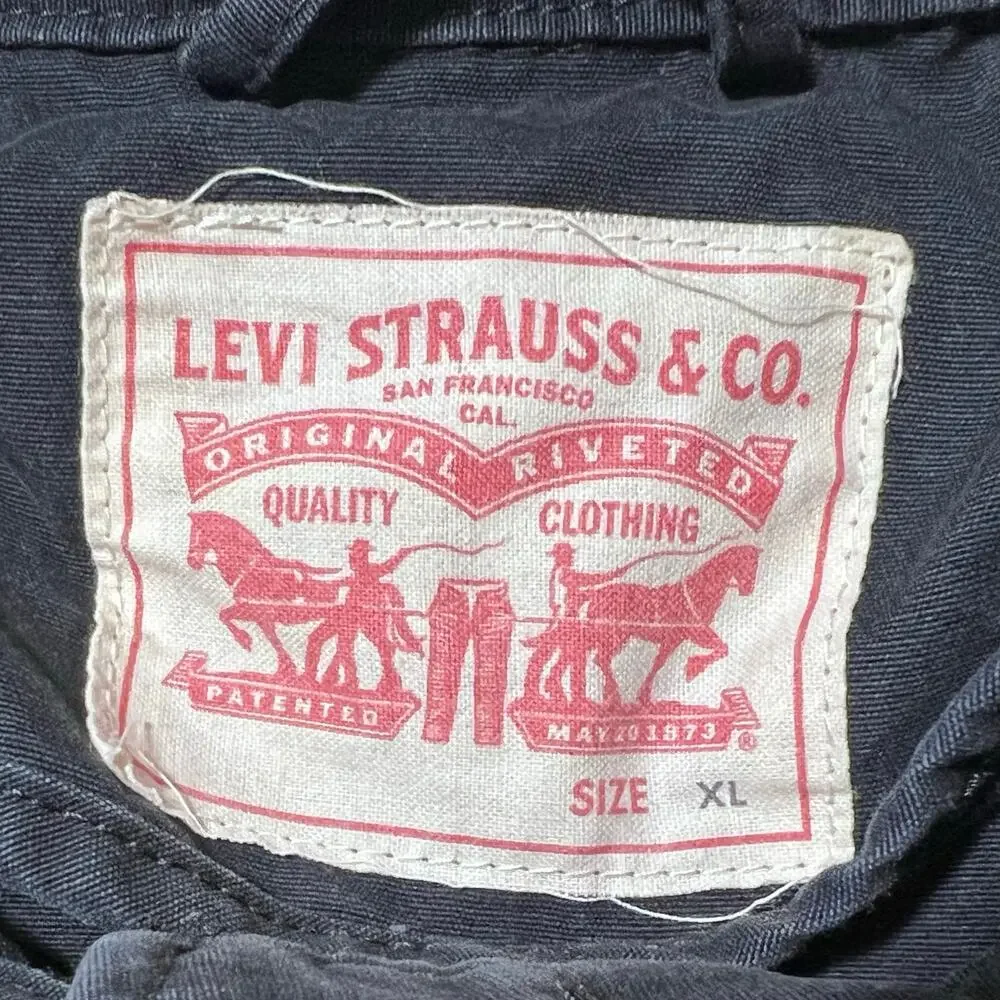 LEVI STRAUSS & CO.
SAN FRANCISCO
CAL.
ORIGINAL RIVETED
QUALITY CLOTHING
PATENTED
MAY 20 1873 ®
SIZE XL